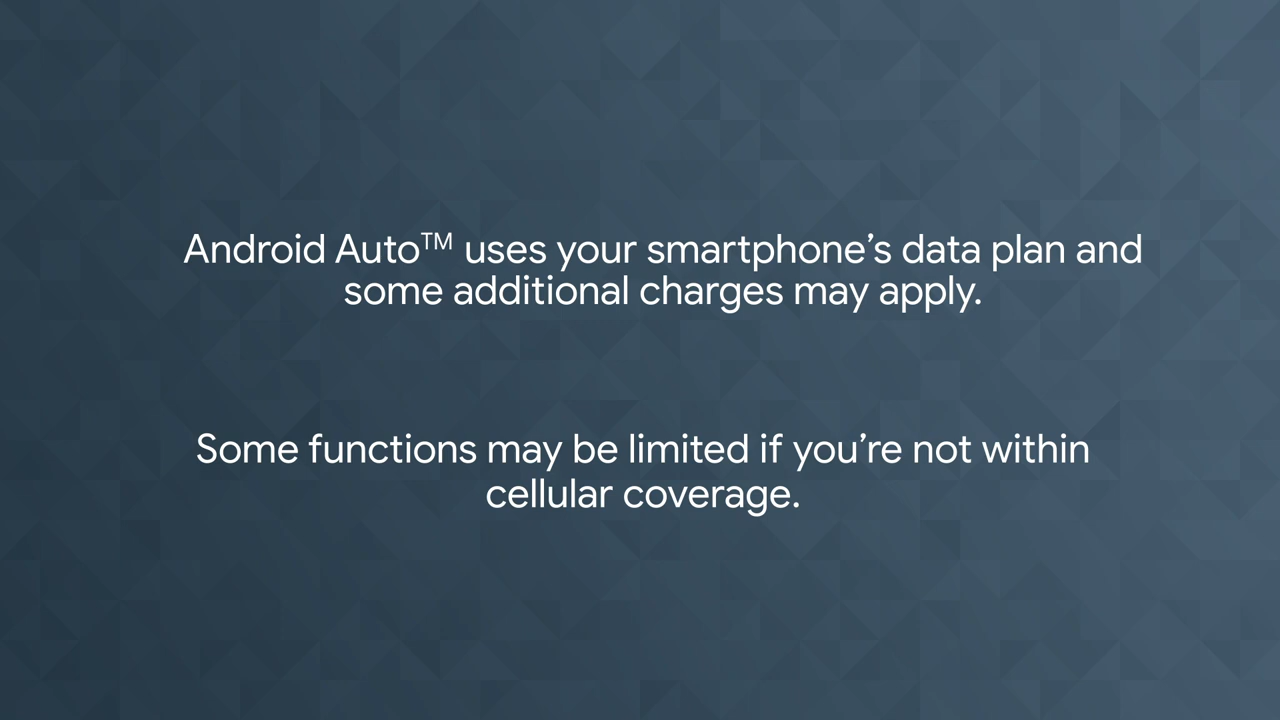 Android Auto™ uses your smartphone’s data plan and
some additional charges may apply.
Some functions may be limited if you’re not within
cellular coverage.